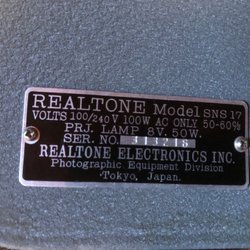 REALTONE Model SNS 17
VOLTS 100/240 V 100W AC ONLY 50-60%
PRJ. LAMP 8V. 50W.
SER. NO.
REALTONE ELECTRONICS INC.
Photographic Equipment Division
Tokyo, Japan.